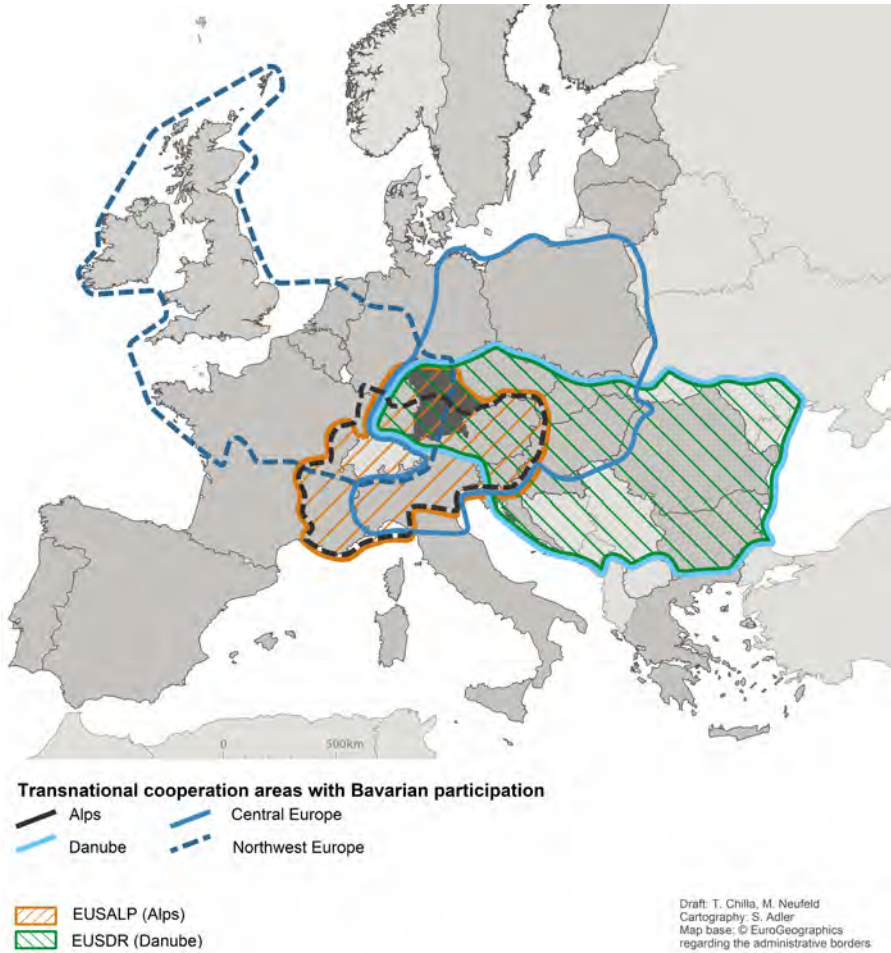 0 500km
Transnational cooperation areas with Bavarian participation
Alps Central Europe
Danube Northwest Europe
EUSALP (Alps)
EUSDR (Danube)
Draft: T. Chilla, M. Neufeld
Cartography: S. Adler
Map base: © EuroGeographics
regarding the administrative borders